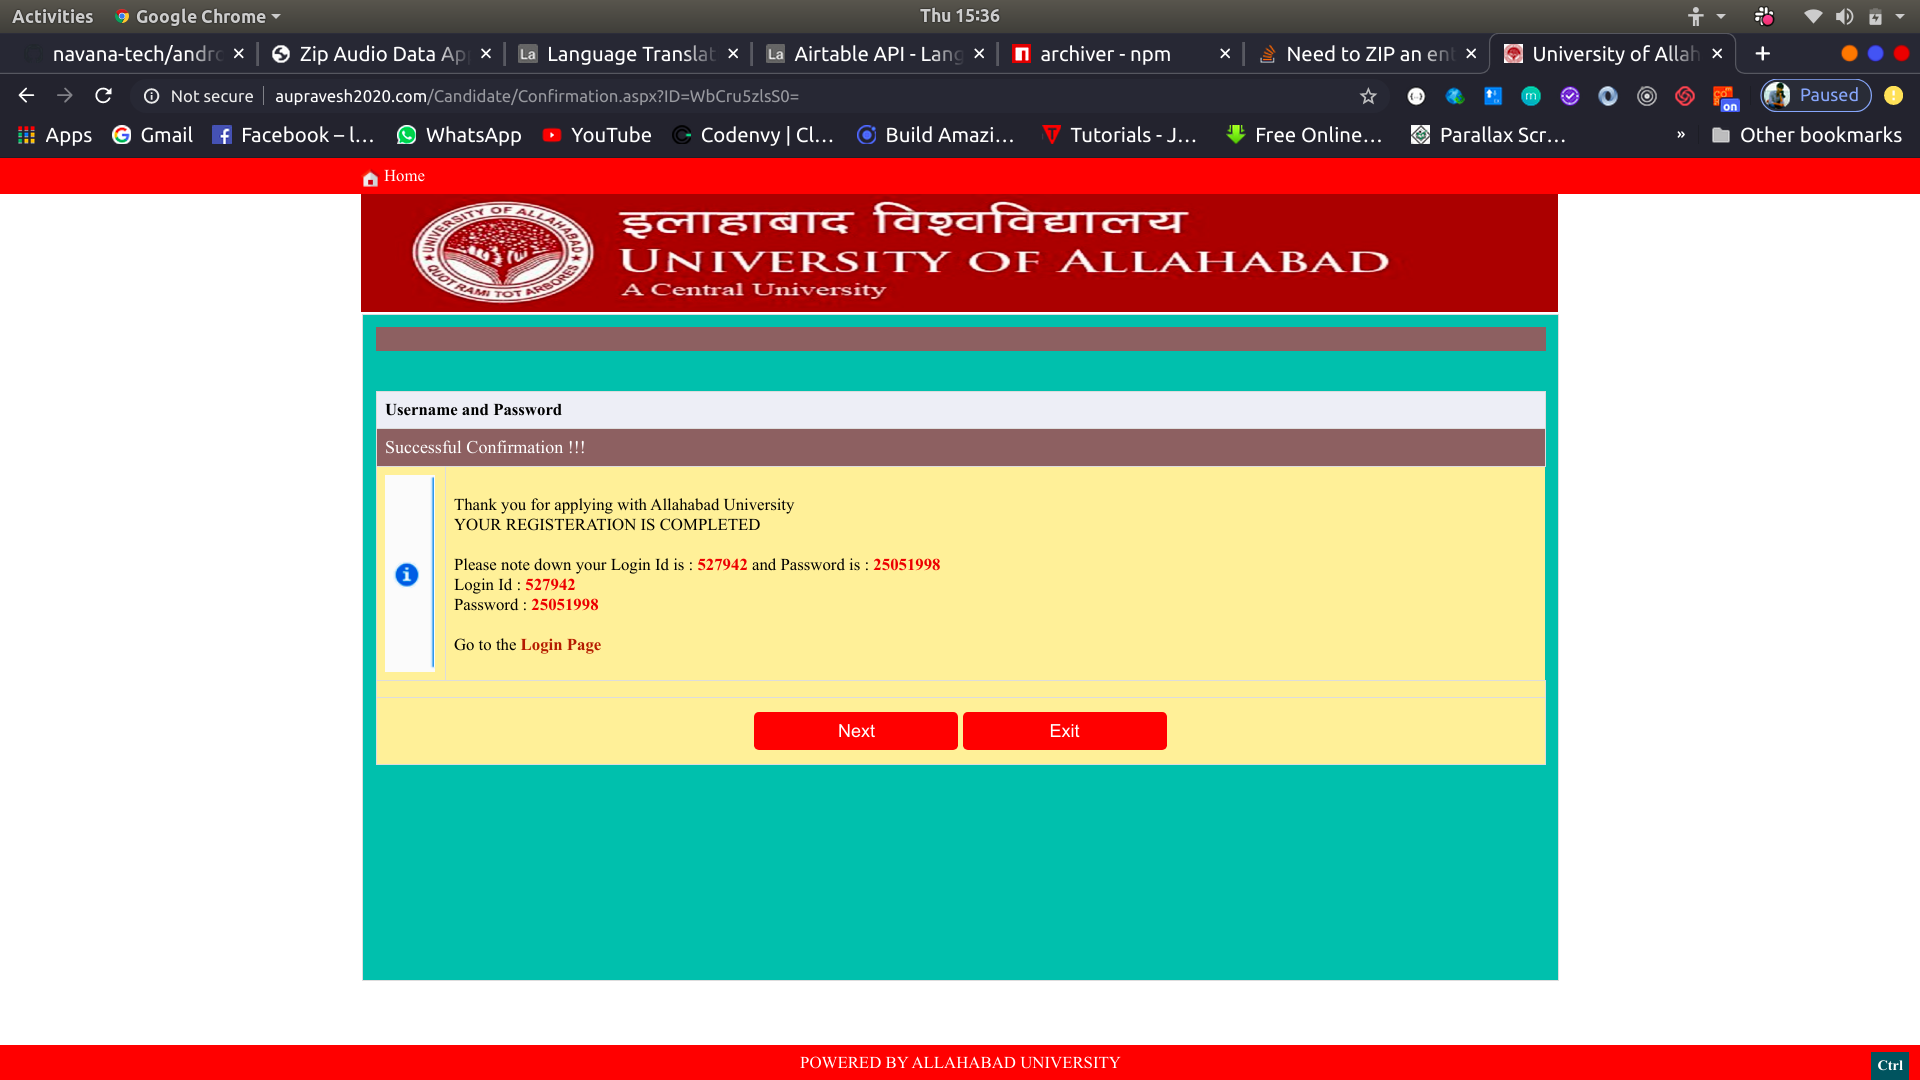 Activities Google Chrome Thu 15:36
navana-tech/andro Zip Audio Data Ap La Language Translat La Airtable API - Lang archiver - npm Need to ZIP an ent University of Allah
Not secure aupravesh2020.com/Candidate/Confirmation.aspx?ID=WbCru5zlsS0= on Paused
Apps Gmail Facebook – l... WhatsApp YouTube Codenvy | Cl... Build Amazi... Tutorials - J... Free Online... Parallax Scr... » Other bookmarks
Home
UNIVERSITY OF ALLAHABAD
QUOT RAMI TOT ARBORES
इलाहाबाद विश्वविद्यालय
UNIVERSITY OF ALLAHABAD
A Central University
Username and Password
Successful Confirmation !!!
Thank you for applying with Allahabad University
YOUR REGISTERATION IS COMPLETED
Please note down your Login Id is : 527942 and Password is : 25051998
Login Id : 527942
Password : 25051998
Go to the Login Page
Next Exit
POWERED BY ALLAHABAD UNIVERSITY
Ctrl